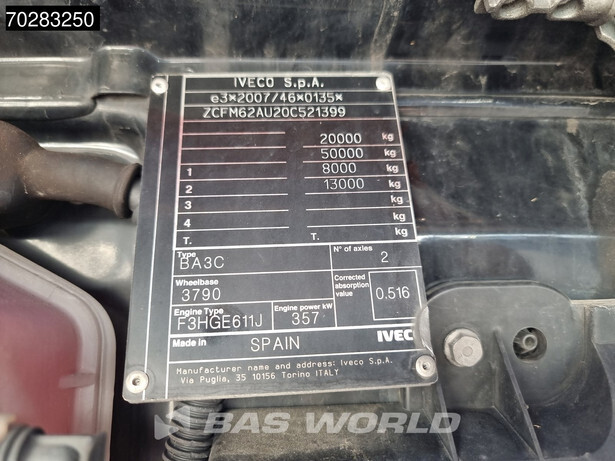 70283250
IVECO S.p.A.
e3*2007/46*0135*
ZCFM62AU20C521399
20000 kg
50000 kg
1 8000 kg
2 13000 kg
3 kg
4 kg
T. T. kg
Type BA3C N° of axles 2
Wheelbase 3790 Corrected absorption value 0.516
Engine Type F3HGE611J Engine power kW 357
Made in SPAIN IVECO
Manufacturer name and address: Iveco S.p.A.
Via Puglia, 35 10156 Torino ITALY
BAS WORLD